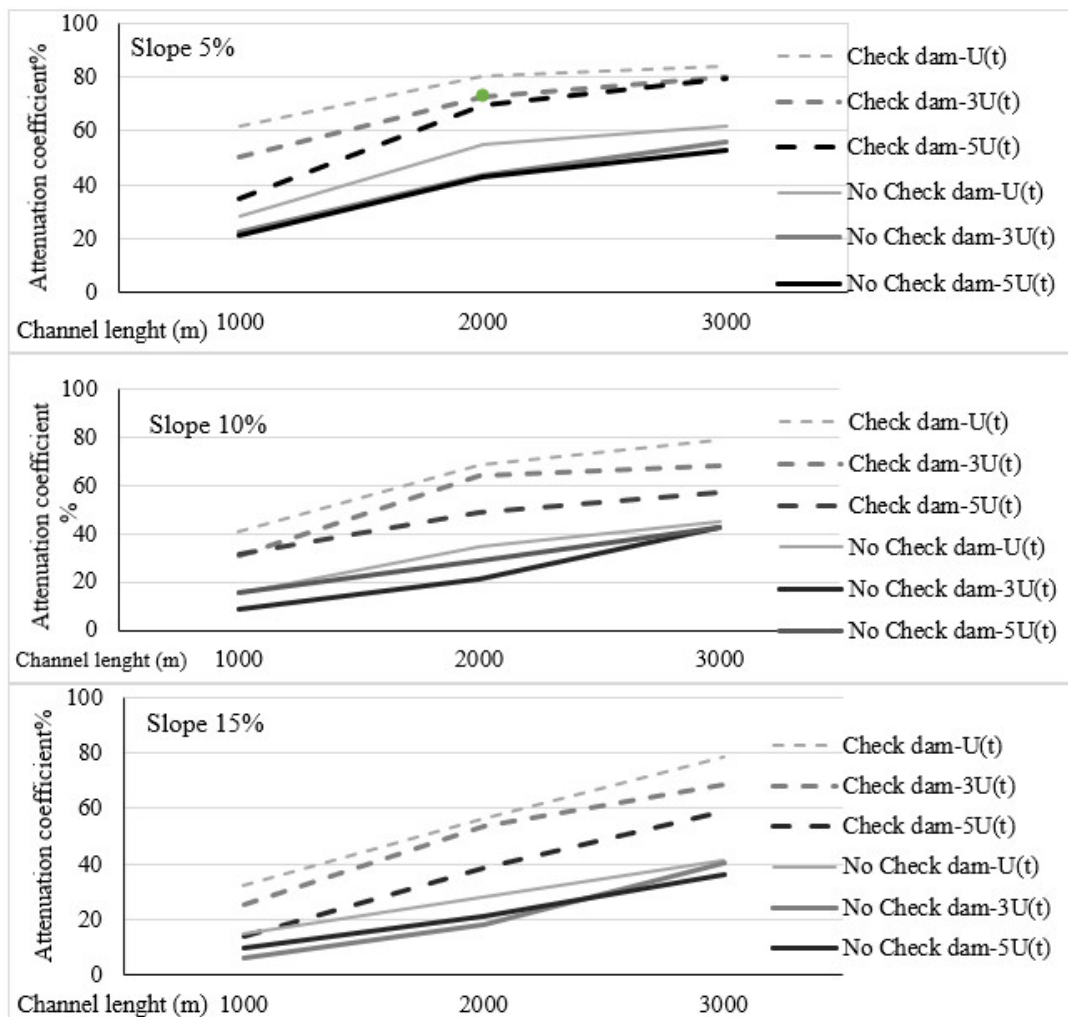 100
Slope 5%
80
60
40
20
0
Attenuation coefficient%
Check dam-U(t)
Check dam-3U(t)
Check dam-5U(t)
No Check dam-U(t)
No Check dam-3U(t)
No Check dam-5U(t)
Channel lenght (m)
1000
2000
3000
100
Slope 10%
80
60
40
20
0
Attenuation coefficient
%
Check dam-U(t)
Check dam-3U(t)
Check dam-5U(t)
No Check dam-U(t)
No Check dam-3U(t)
No Check dam-5U(t)
Channel lenght (m)
1000
2000
3000
100
Slope 15%
80
60
40
20
0
Attenuation coefficient%
Check dam-U(t)
Check dam-3U(t)
Check dam-5U(t)
No Check dam-U(t)
No Check dam-3U(t)
No Check dam-5U(t)
Channel lenght (m)
1000
2000
3000